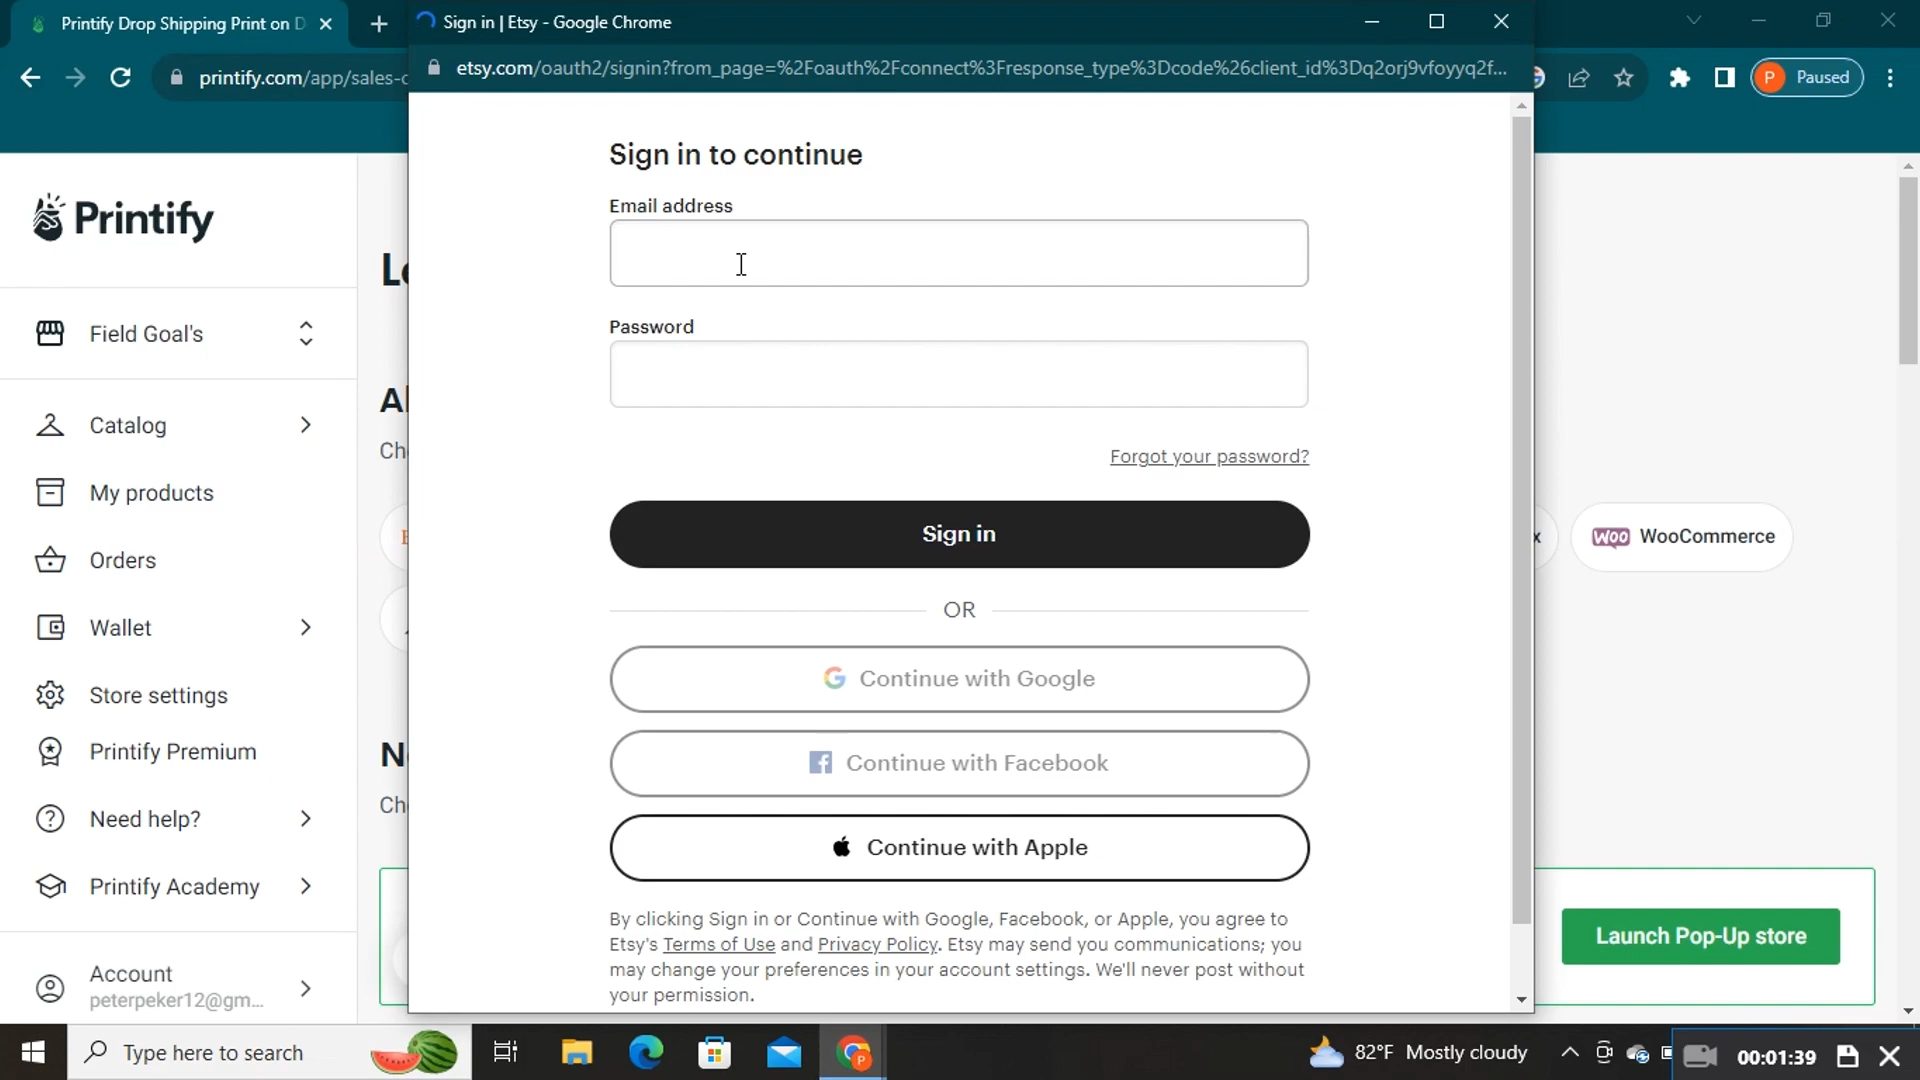 Printify Drop Shipping Print on D
Sign in | Etsy - Google Chrome
printify.com/app/sales-c
etsy.com/oauth2/signin?from_page=%2Foauth%2Fconnect%3Fresponse_type%3Dcode%26client_id%3Dq2orj9vfoyyq2f...
P Paused
Printify
Field Goal's
Catalog
My products
Orders
Wallet
Store settings
Printify Premium
Need help?
Printify Academy
Account
peterpeker12@gm...
Ch
Ch
Sign in to continue
Email address
Password
Forgot your password?
Sign in
OR
G Continue with Google
f Continue with Facebook
Continue with Apple
By clicking Sign in or Continue with Google, Facebook, or Apple, you agree to
Etsy's Terms of Use and Privacy Policy. Etsy may send you communications; you
may change your preferences in your account settings. We'll never post without
your permission.
x
Woo WooCommerce
Launch Pop-Up store
Type here to search
P
82°F Mostly cloudy
00:01:39